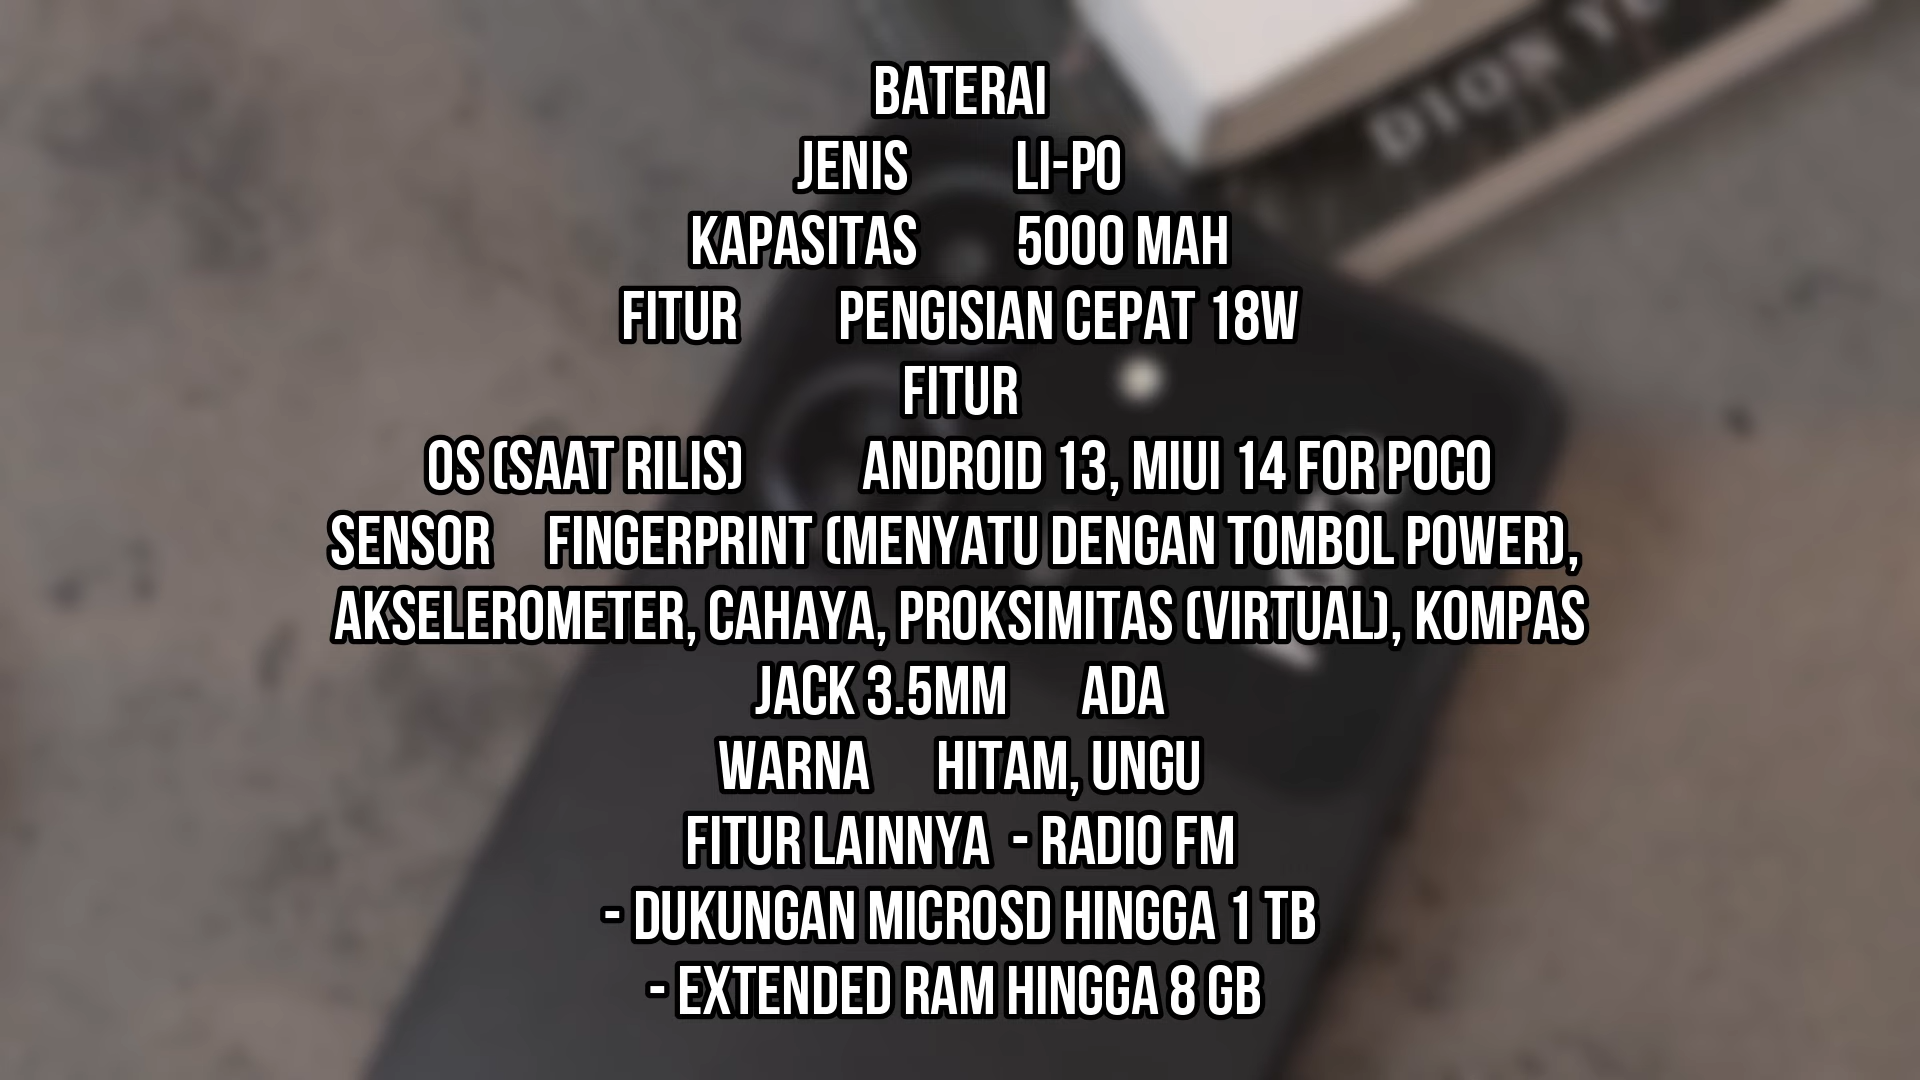 DION
BATERAI
JENIS LI-PO
KAPASITAS 5000 MAH
FITUR PENGISIAN CEPAT 18W
FITUR
OS (SAAT RILIS) ANDROID 13, MIUI 14 FOR POCO
SENSOR FINGERPRINT (MENYATU DENGAN TOMBOL POWER),
AKSELEROMETER, CAHAYA, PROKSIMITAS (VIRTUAL), KOMPAS
JACK 3.5MM ADA
WARNA HITAM, UNGU
FITUR LAINNYA - RADIO FM
- DUKUNGAN MICROSD HINGGA 1 TB
- EXTENDED RAM HINGGA 8 GB